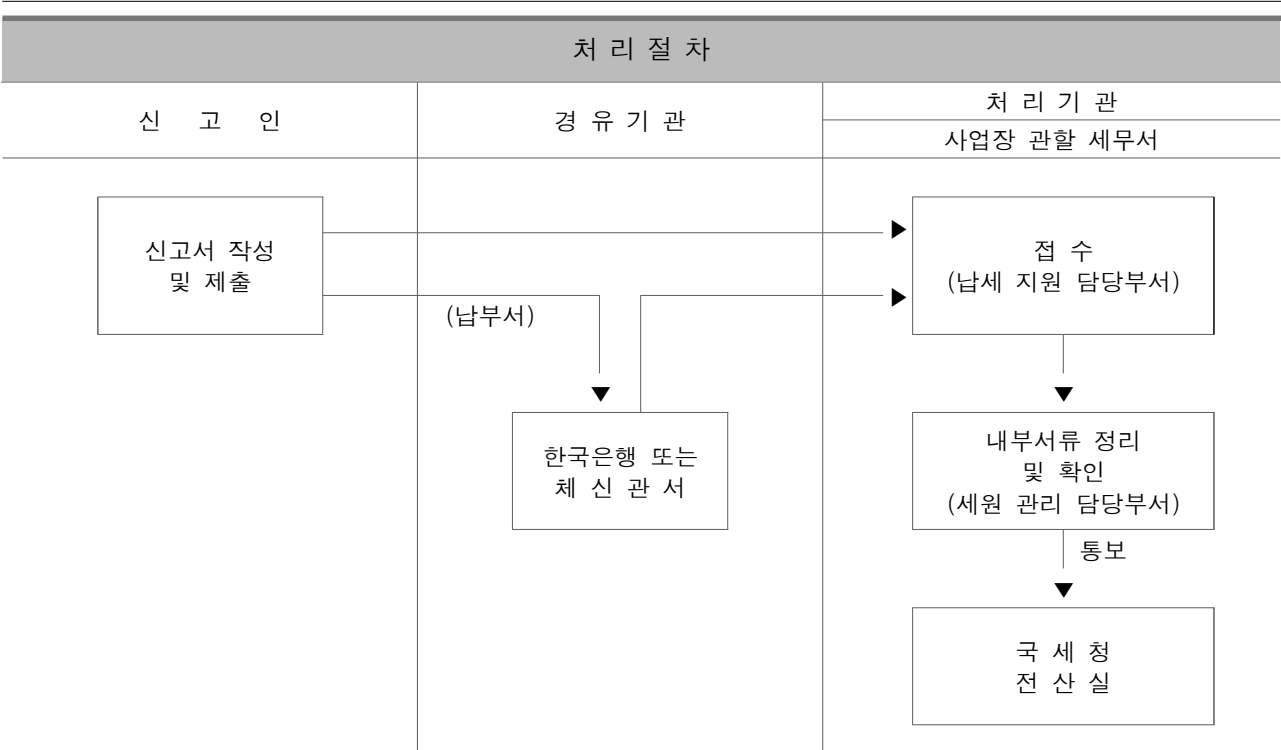 처 리 절 차
신 고 인
경 유 기 관
처 리 기 관
사업장 관할 세무서
신고서 작성
및 제출
(납부서)
한국은행 또는
체 신 관 서
접 수
(납세 지원 담당부서)
내부서류 정리
및 확인
(세원 관리 담당부서)
통보
국 세 청
전 산 실